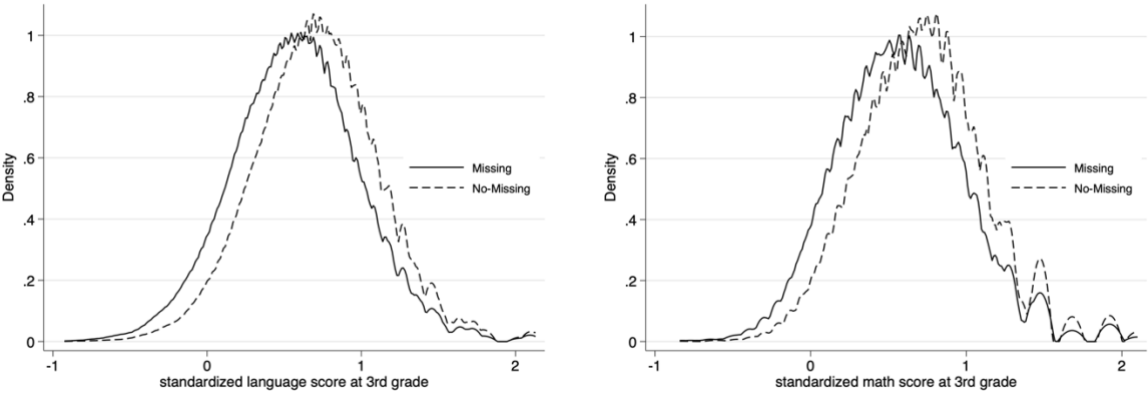 1
.8
.6
.4
.2
0
Density
-1
0
1
2
standardized language score at 3rd grade
Missing
No-Missing
1
.8
.6
.4
.2
0
Density
-1
0
1
2
standardized math score at 3rd grade
Missing
No-Missing